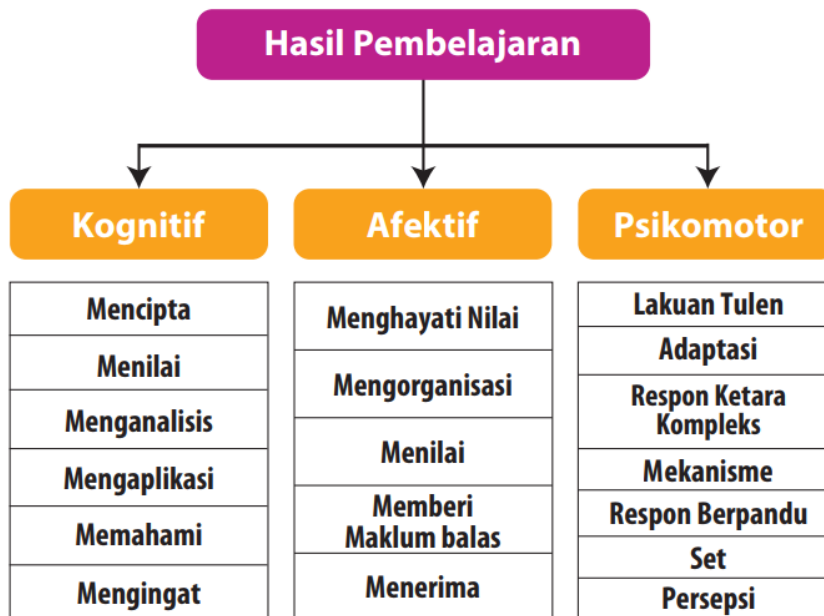 Hasil Pembelajaran
Kognitif
Mencipta
Menilai
Menganalisis
Mengaplikasi
Memahami
Mengingat
Afektif
Menghayati Nilai
Mengorganisasi
Menilai
Memberi
Maklum balas
Menerima
Psikomotor
Lakuan Tulen
Adaptasi
Respon Ketara
Kompleks
Mekanisme
Respon Berpandu
Set
Persepsi